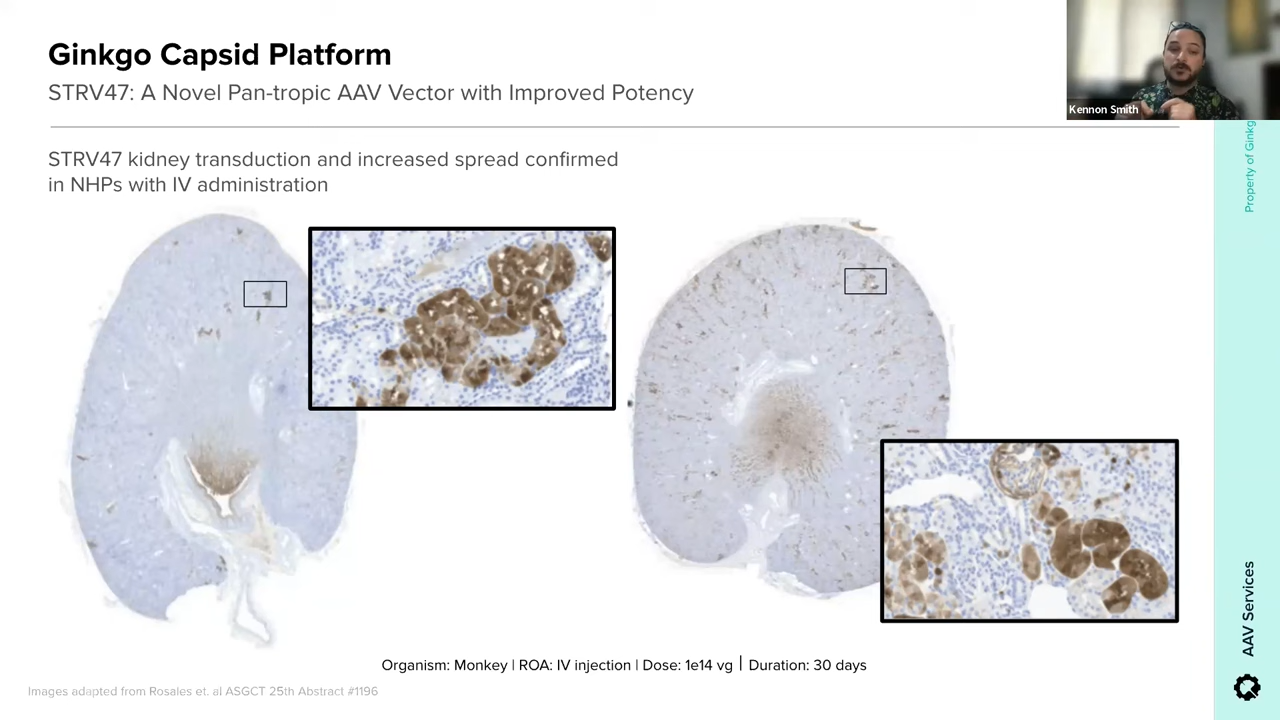 Ginkgo Capsid Platform
STRV47: A Novel Pan-tropic AAV Vector with Improved Potency
Kennon Smith
STRV47 kidney transduction and increased spread confirmed
in NHPs with IV administration
Organism: Monkey | ROA: IV injection | Dose: 1e14 vg | Duration: 30 days
Images adapted from Rosales et. al ASGCT 25th Abstract #1196
Property of
AAV Services